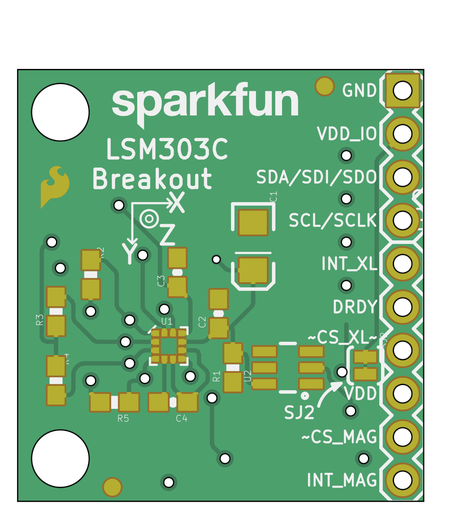 sparkfun
GND
VDD_IO
LSM303C
Breakout
SDA/SDI/SDO
X
C1
SCL/SCLK
Z
Y
R2
INT_XL
C3
DRDY
C2
R3
U1
~CS_XL~
R1
U2
VDD
SJ2
R5
C4
~CS_MAG
INT_MAG